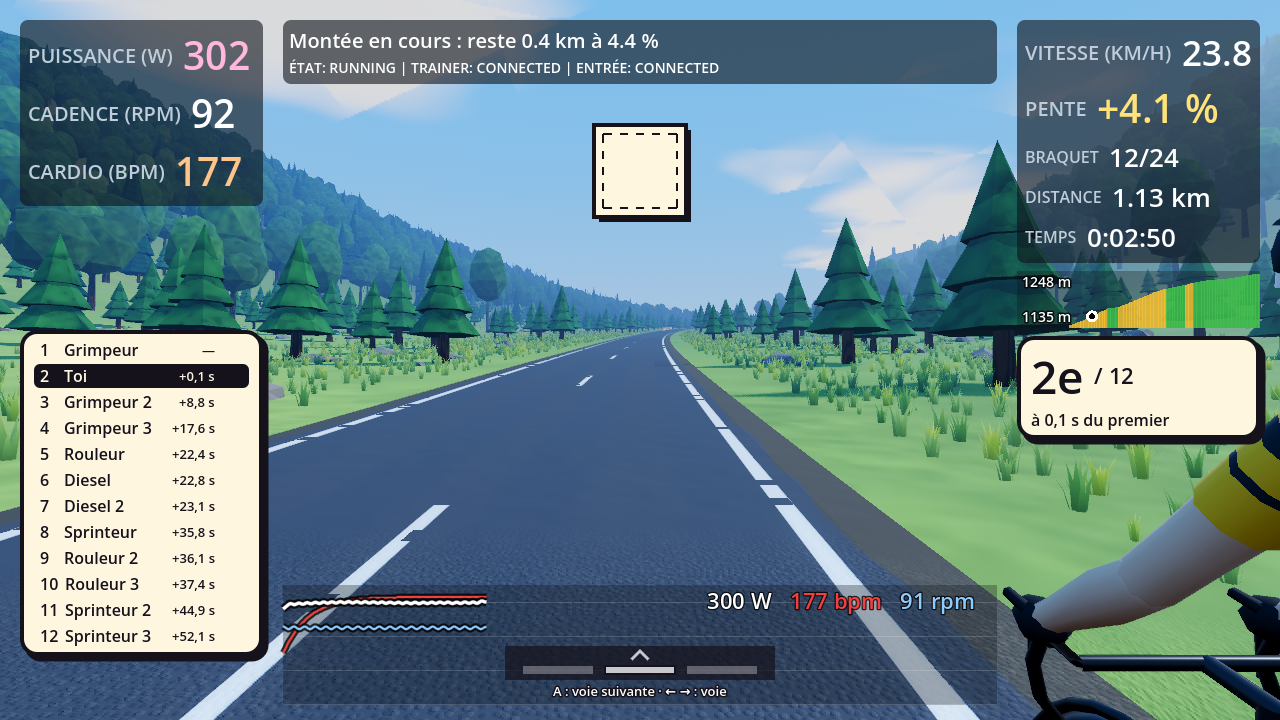 PUISSANCE (W) 302
CADENCE (RPM) 92
CARDIO (BPM) 177
Montée en cours : reste 0.4 km à 4.4 %
ÉTAT: RUNNING | TRAINER: CONNECTED | ENTRÉE: CONNECTED
VITESSE (KM/H) 23.8
PENTE +4.1 %
BRAQUET 12/24
DISTANCE 1.13 km
TEMPS 0:02:50
1248 m
1135 m
2e / 12
à 0,1 s du premier
1 Grimpeur —
2 Toi +0,1 s
3 Grimpeur 2 +8,8 s
4 Grimpeur 3 +17,6 s
5 Rouleur +22,4 s
6 Diesel +22,8 s
7 Diesel 2 +23,1 s
8 Sprinteur +35,8 s
9 Rouleur 2 +36,1 s
10 Rouleur 3 +37,4 s
11 Sprinteur 2 +44,9 s
12 Sprinteur 3 +52,1 s
300 W 177 bpm 91 rpm
A : voie suivante · ← → : voie